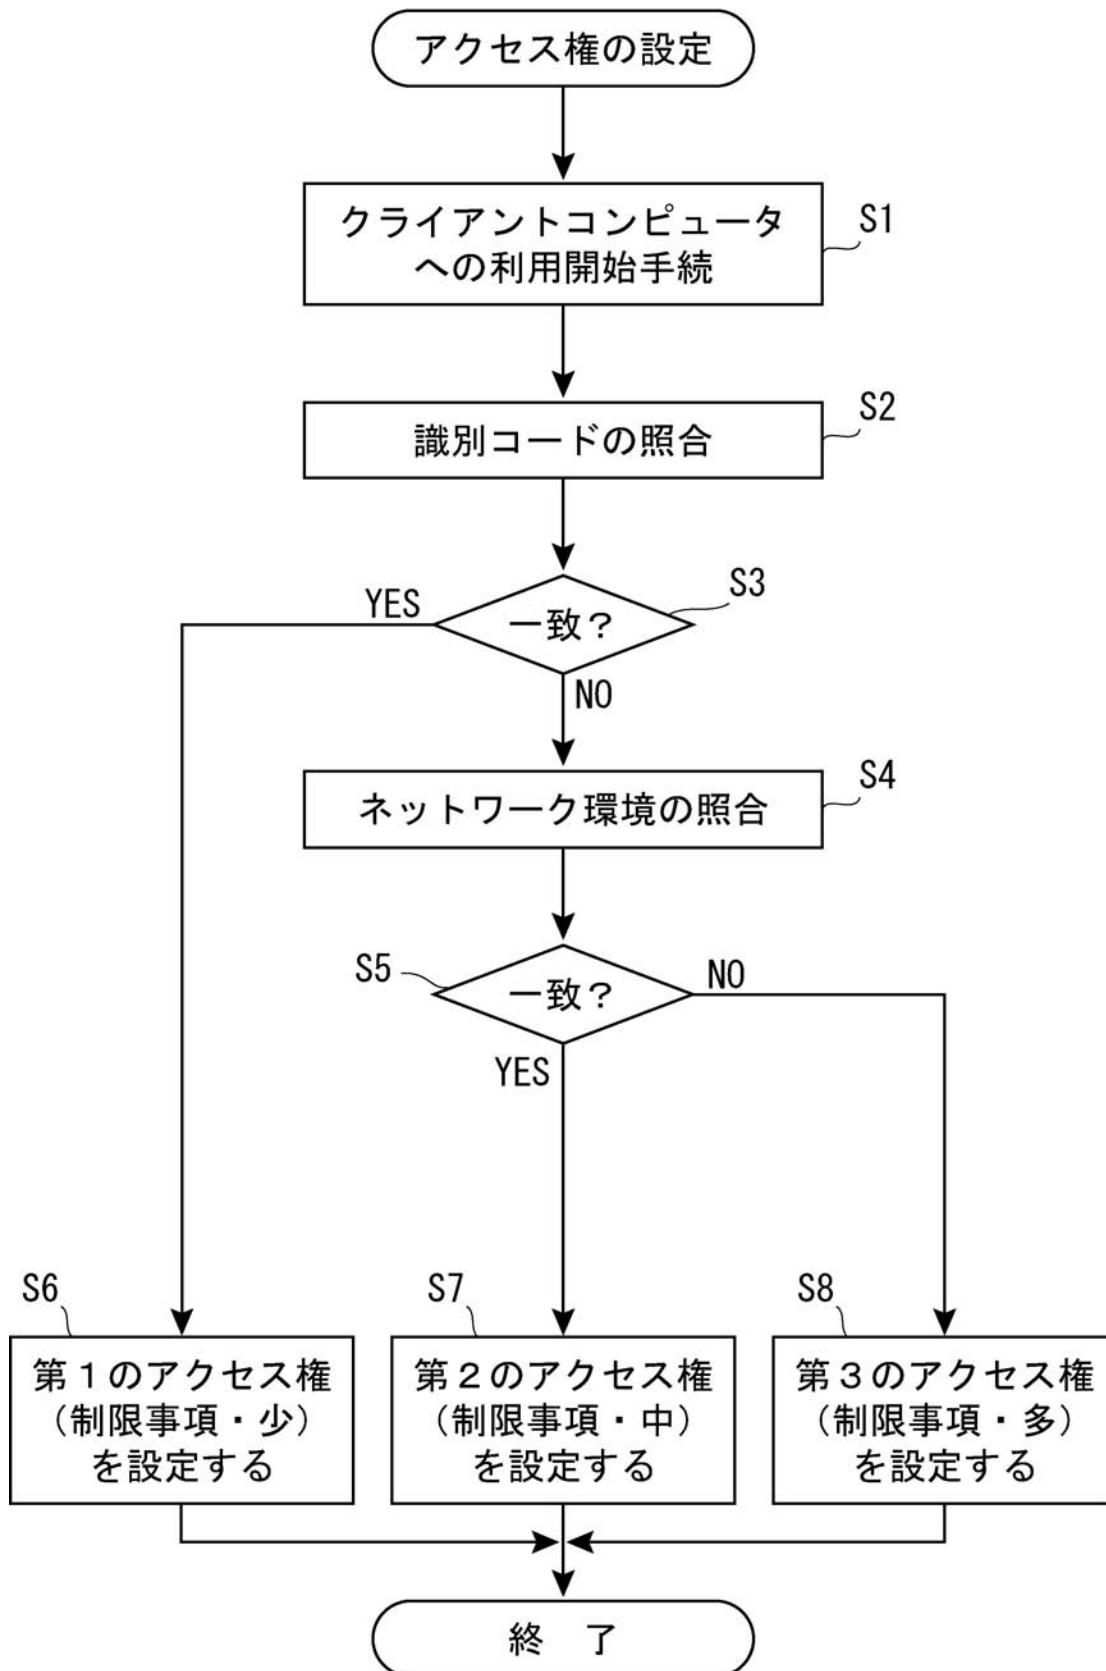 アクセス権の設定
クライアントコンピュータ
への利用開始手続
S1
識別コードの照合
S2
一致？
S3
YES
NO
ネットワーク環境の照合
S4
一致？
S5
NO
YES
S6
第１のアクセス権
（制限事項・少）
を設定する
S7
第２のアクセス権
（制限事項・中）
を設定する
S8
第３のアクセス権
（制限事項・多）
を設定する
終　了